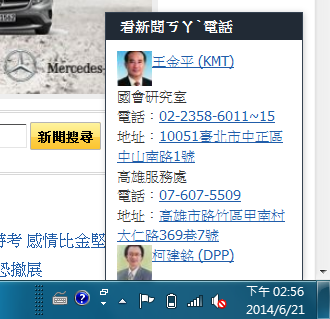 看新聞ㄎㄚˋ電話
Mercedes-
王金平 (KMT)
國會研究室
電話：02-2358-6011~15
地址：10051臺北市中正區
中山南路1號
高雄服務處
電話：07-607-5509
地址：高雄市路竹區甲南村
大仁路369巷7號
柯建銘 (DPP)
新聞搜尋
考 感情比金堅
恐撤展
下午 02:56
2014/6/21